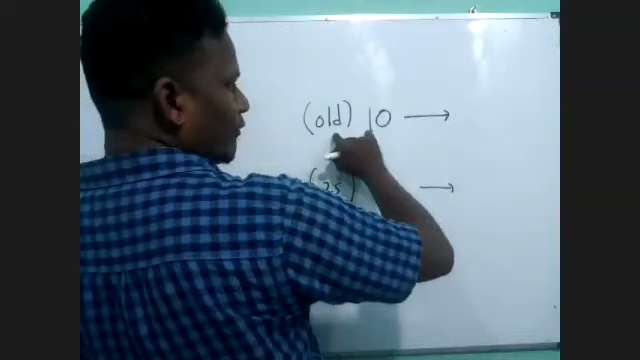 (old) 10 →
(25) →